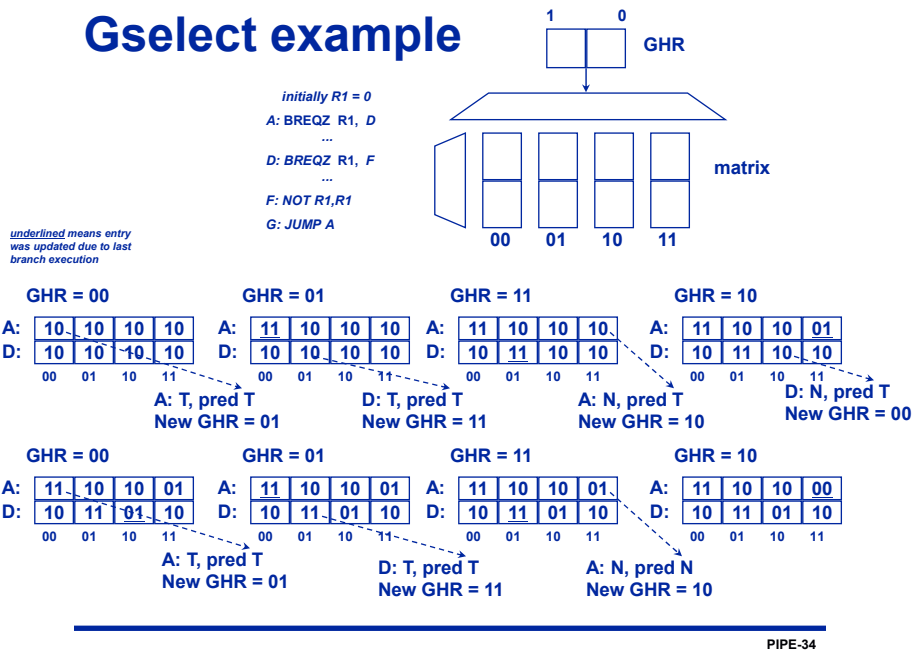 Gselect example
1 0
GHR
initially R1 = 0
A: BREQZ R1, D
...
D: BREQZ R1, F
...
F: NOT R1,R1
G: JUMP A
matrix
00 01 10 11
underlined means entry
was updated due to last
branch execution
GHR = 00 GHR = 01 GHR = 11 GHR = 10
A: 10 10 10 10 A: 11 10 10 10 A: 11 10 10 10 A: 11 10 10 01
D: 10 10 10 10 D: 10 10 10 10 D: 10 11 10 10 D: 10 11 10 10
00 01 10 11 00 01 10 11 00 01 10 11 00 01 10 11
A: T, pred T D: T, pred T A: N, pred T D: N, pred T
New GHR = 01 New GHR = 11 New GHR = 10 New GHR = 00
GHR = 00 GHR = 01 GHR = 11 GHR = 10
A: 11 10 10 01 A: 11 10 10 01 A: 11 10 10 01 A: 11 10 10 00
D: 10 11 01 10 D: 10 11 01 10 D: 10 11 01 10 D: 10 11 01 10
00 01 10 11 00 01 10 11 00 01 10 11 00 01 10 11
A: T, pred T D: T, pred T A: N, pred N
New GHR = 01 New GHR = 11 New GHR = 10
PIPE-34